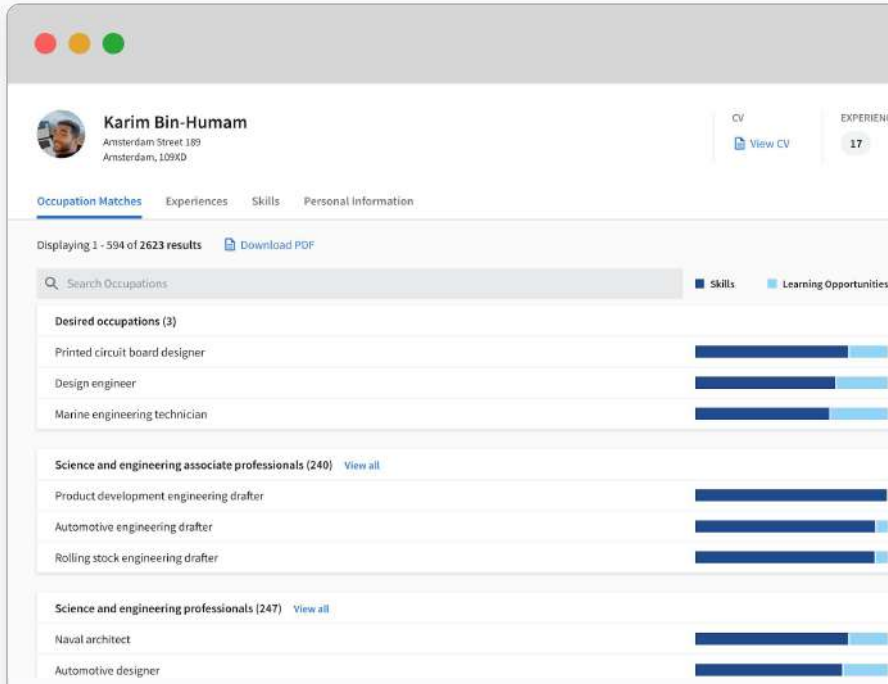 Karim Bin-Humam
Amsterdam Street 189
Amsterdam, 109XD
CV
View CV
EXPERIENC
17
Occupation Matches Experiences Skills Personal Information
Displaying 1 - 594 of 2623 results Download PDF
Search Occupations
Skills Learning Opportunities
Desired occupations (3)
Printed circuit board designer
Design engineer
Marine engineering technician
Science and engineering associate professionals (240) View all
Product development engineering drafter
Automotive engineering drafter
Rolling stock engineering drafter
Science and engineering professionals (247) View all
Naval architect
Automotive designer